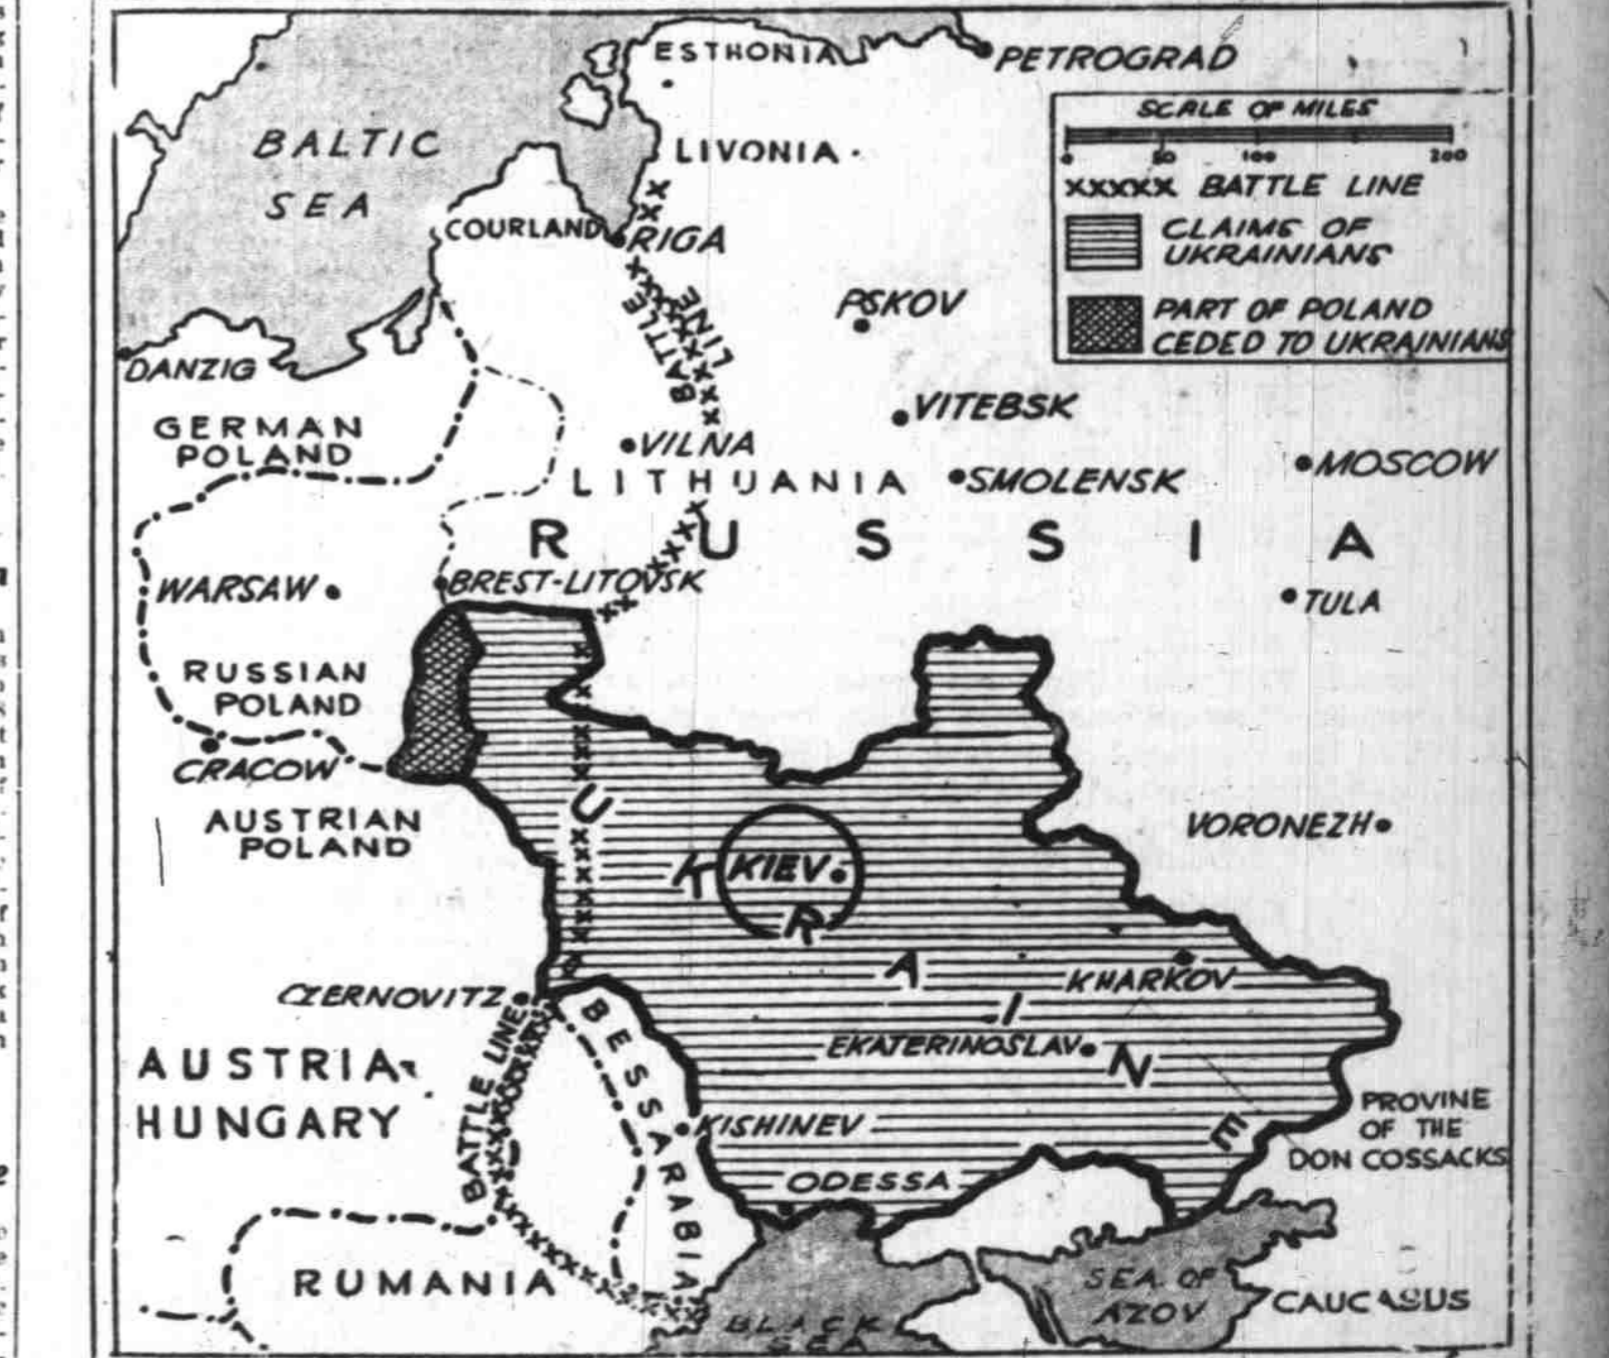 ESTHONIA
PETROGRAD
SCALE OF MILES
0 50 100 200
xxxxx BATTLE LINE
CLAIMS OF
UKRAINIANS
PART OF POLAND
CEDED TO UKRAINIANS
BALTIC
SEA
LIVONIA
COURLAND
RIGA
BATTLE
LINE
PSKOV
DANZIG
GERMAN
POLAND
VITEBSK
VILNA
LITHUANIA
SMOLENSK
MOSCOW
RUSSIA
WARSAW
BREST-LITOVSK
TULA
RUSSIAN
POLAND
CRACOW
AUSTRIAN
POLAND
VORONEZH
UKRAINE
KIEV
KHARKOV
CZERNOVITZ
BESSARABIA
EKATERINOSLAV
AUSTRIA
HUNGARY
BATTLE LINE
KISHINEV
PROVINE
OF THE
DON COSSACKS
ODESSA
RUMANIA
SEA OF
AZOV
CAUCASUS
BLACK
SEA